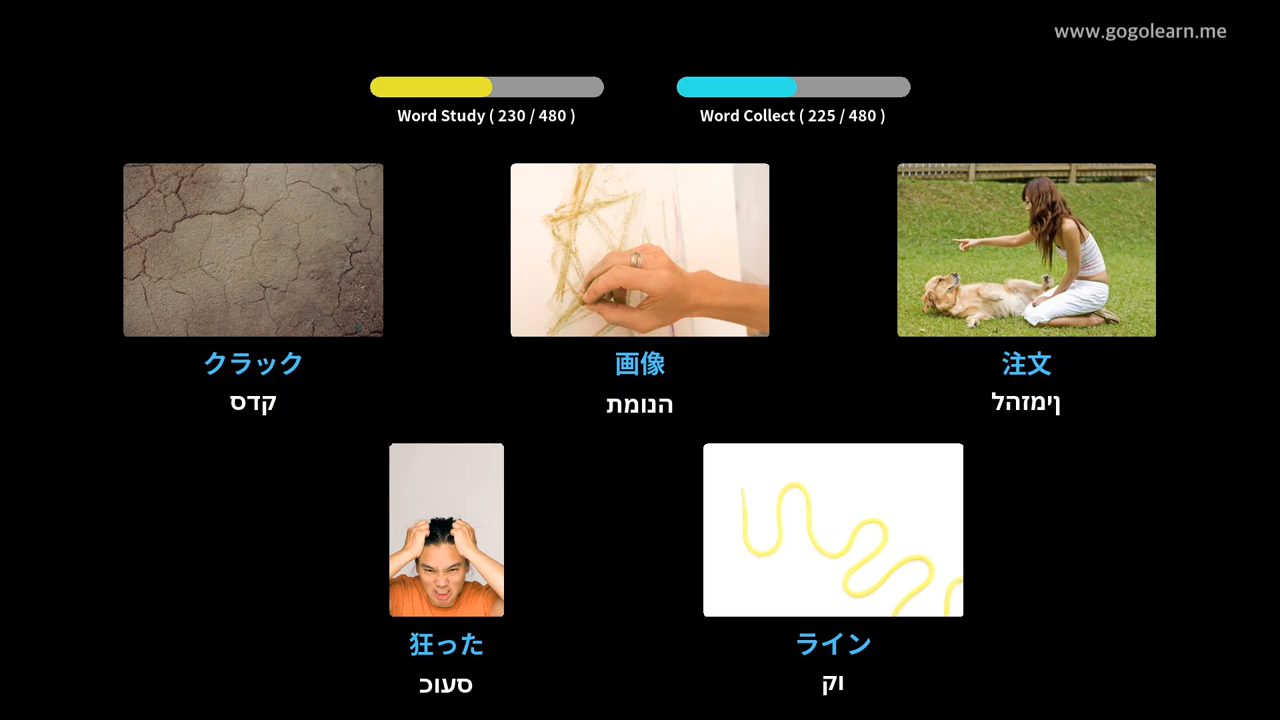 www.gogolearn.me
Word Study ( 230 / 480 )
Word Collect ( 225 / 480 )
クラック
קדס
画像
הנומת
注文
ןימזהל
狂った
סעוכ
ライン
וק